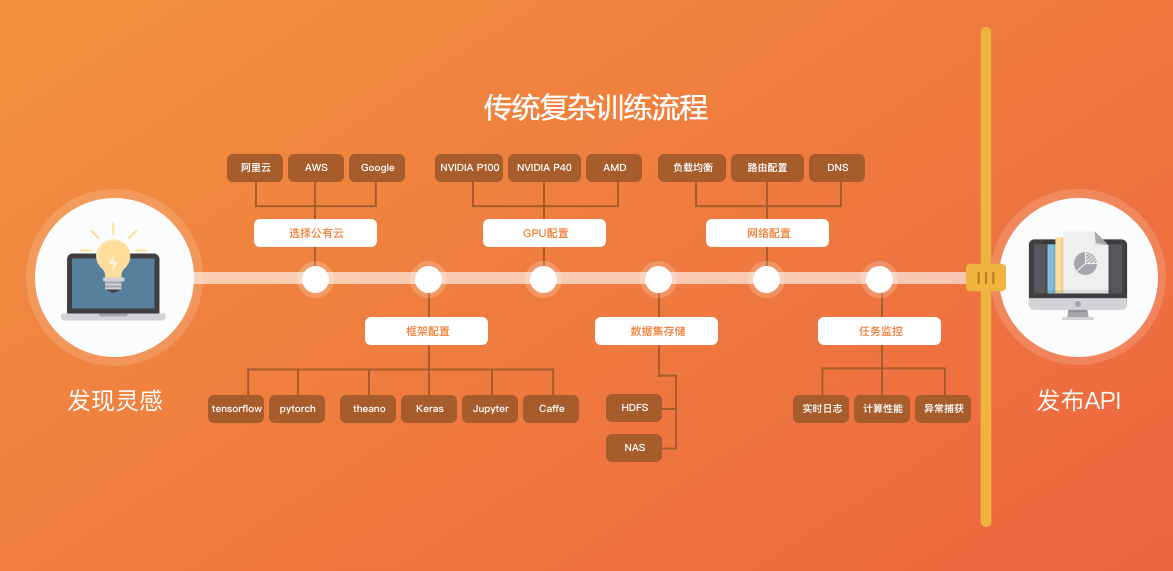 传统复杂训练流程
阿里云
AWS
Google
NVIDIA P100
NVIDIA P40
AMD
负载均衡
路由配置
DNS
选择公有云
GPU配置
网络配置
框架配置
数据集存储
任务监控
发现灵感
发布API
tensorflow
pytorch
theano
Keras
Jupyter
Caffe
HDFS
NAS
实时日志
计算性能
异常捕获